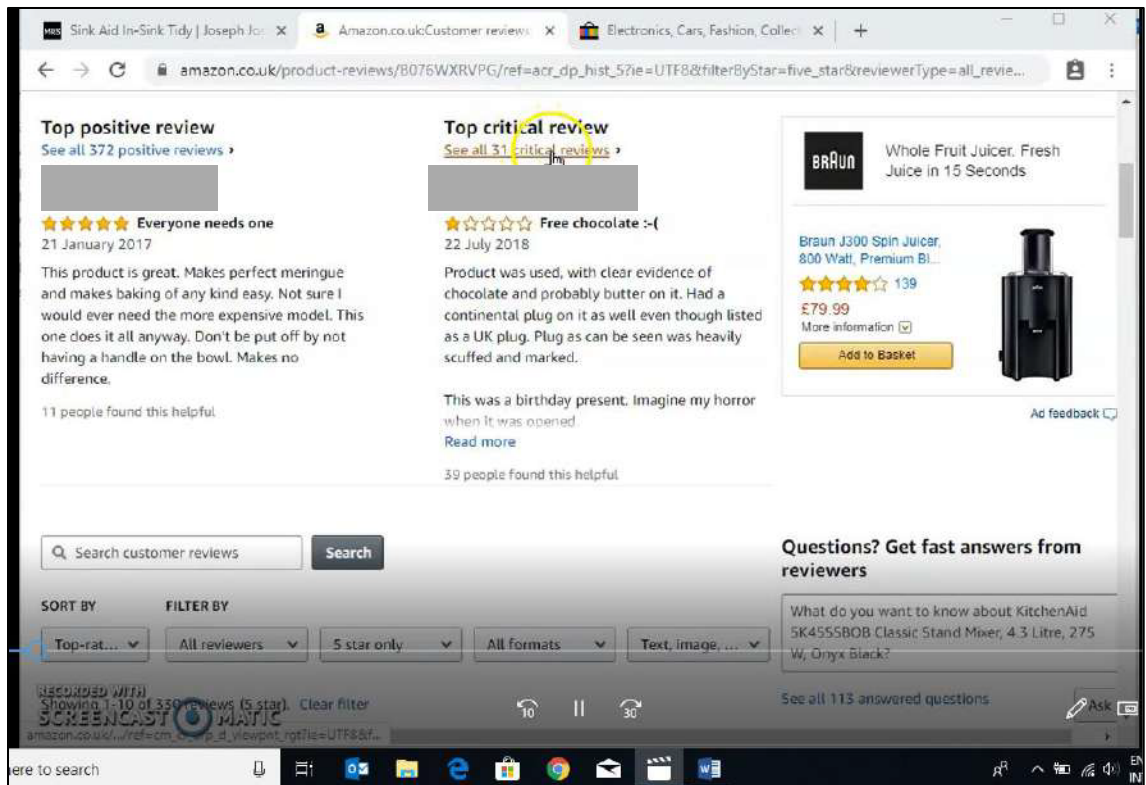 MRS Sink Aid In-Sink Tidy | Joseph Jos
Amazon.co.uk:Customer reviews
Electronics, Cars, Fashion, Collec
amazon.co.uk/product-reviews/B076WXRVPG/ref=acr_dp_hist_5?ie=UTF8&filterByStar=five_star&reviewerType=all_revie...
Top positive review
See all 372 positive reviews ›
Everyone needs one
21 January 2017
This product is great. Makes perfect meringue
and makes baking of any kind easy. Not sure I
would ever need the more expensive model. This
one does it all anyway. Don't be put off by not
having a handle on the bowl. Makes no
difference.
11 people found this helpful
Top critical review
See all 31 critical reviews ›
Free chocolate :-(
22 July 2018
Product was used, with clear evidence of
chocolate and probably butter on it. Had a
continental plug on it as well even though listed
as a UK plug. Plug as can be seen was heavily
scuffed and marked.
This was a birthday present. Imagine my horror
when it was opened
Read more
39 people found this helpful
BRAUN
Whole Fruit Juicer. Fresh
Juice in 15 Seconds
Braun J300 Spin Juicer,
800 Watt, Premium Bl...
139
£79.99
More information
Add to Basket
Ad feedback
Search customer reviews
Search
SORT BY
FILTER BY
Top-rat...
All reviewers
5 star only
All formats
Text, image, ...
Showing 1-10 of 330 reviews (5 star). Clear filter
RECORDED WITH
SCREENCAST MATIC
Questions? Get fast answers from
reviewers
What do you want to know about KitchenAid
5K45SSBOB Classic Stand Mixer, 4.3 Litre, 275
W, Onyx Black?
See all 113 answered questions
Ask
10
30
ere to search
EN
IN